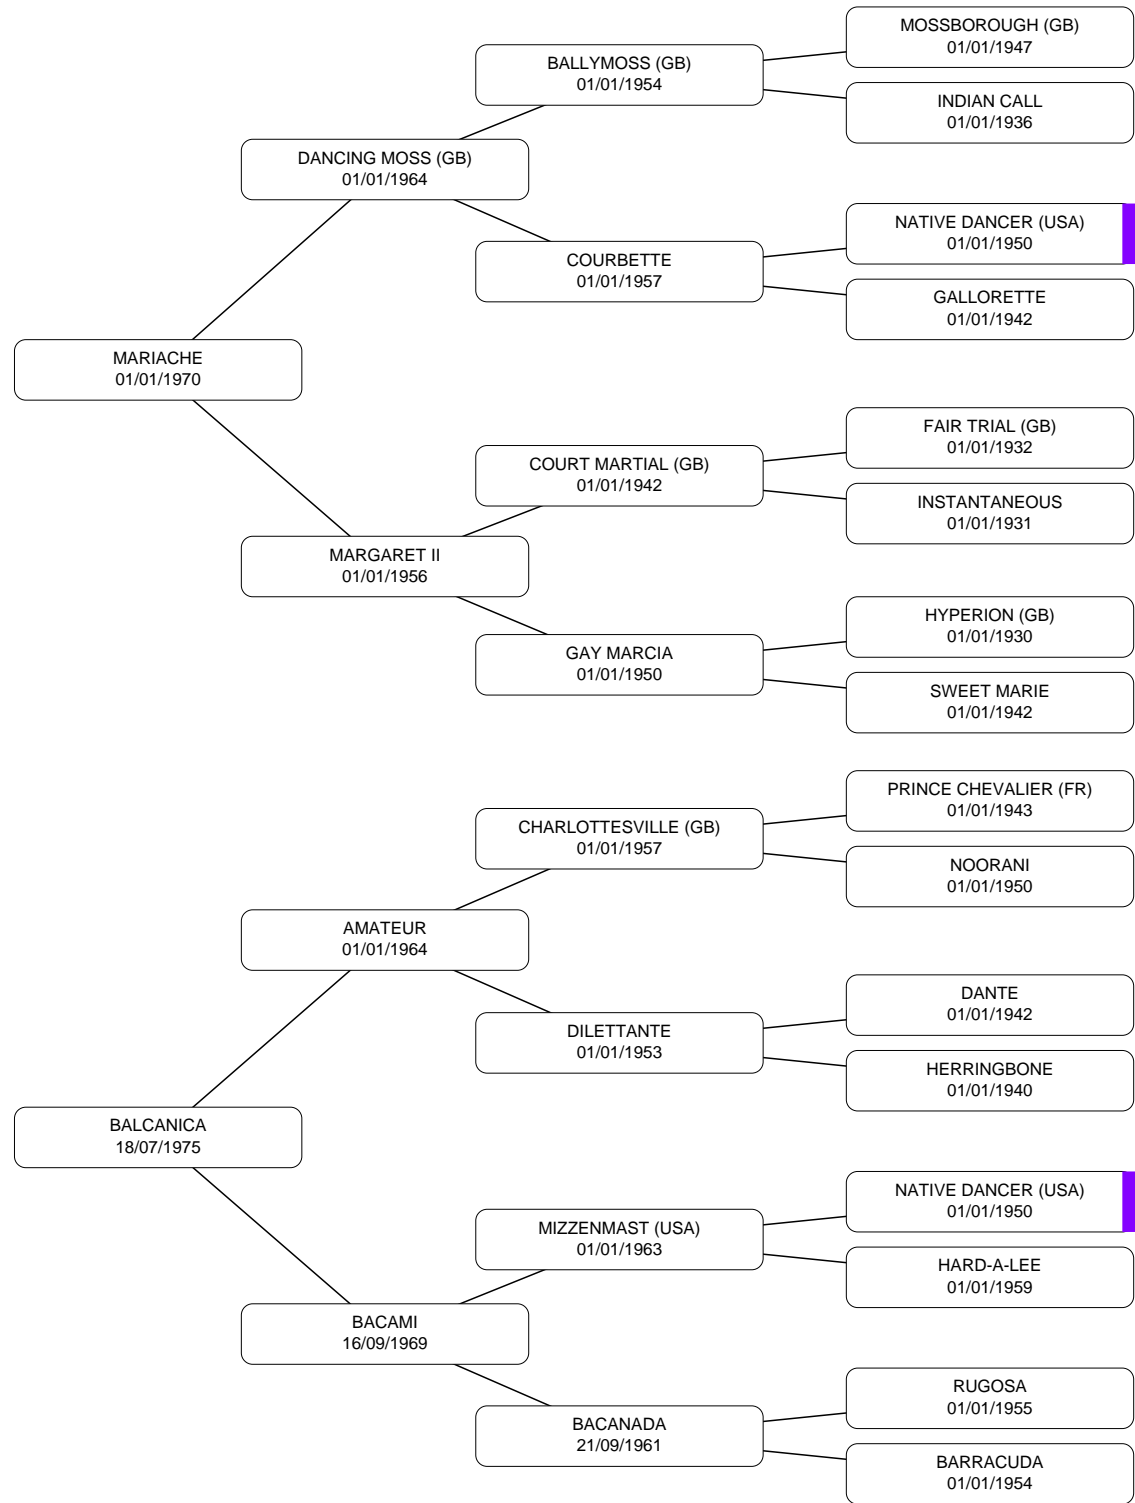 MOSSBOROUGH (GB)
01/01/1947
BALLYMOSS (GB)
01/01/1954
INDIAN CALL
01/01/1936
DANCING MOSS (GB)
01/01/1964
NATIVE DANCER (USA)
01/01/1950
COURBETTE
01/01/1957
GALLORETTE
01/01/1942
MARIACHE
01/01/1970
FAIR TRIAL (GB)
01/01/1932
COURT MARTIAL (GB)
01/01/1942
INSTANTANEOUS
01/01/1931
MARGARET II
01/01/1956
HYPERION (GB)
01/01/1930
GAY MARCIA
01/01/1950
SWEET MARIE
01/01/1942
PRINCE CHEVALIER (FR)
01/01/1943
CHARLOTTESVILLE (GB)
01/01/1957
NOORANI
01/01/1950
AMATEUR
01/01/1964
DANTE
01/01/1942
DILETTANTE
01/01/1953
HERRINGBONE
01/01/1940
BALCANICA
18/07/1975
NATIVE DANCER (USA)
01/01/1950
MIZZENMAST (USA)
01/01/1963
HARD-A-LEE
01/01/1959
BACAMI
16/09/1969
RUGOSA
01/01/1955
BACANADA
21/09/1961
BARRACUDA
01/01/1954